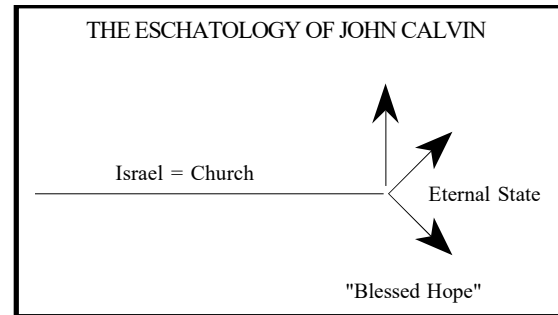 THE ESCHATOLOGY OF JOHN CALVIN
Israel = Church
Eternal State
"Blessed Hope"